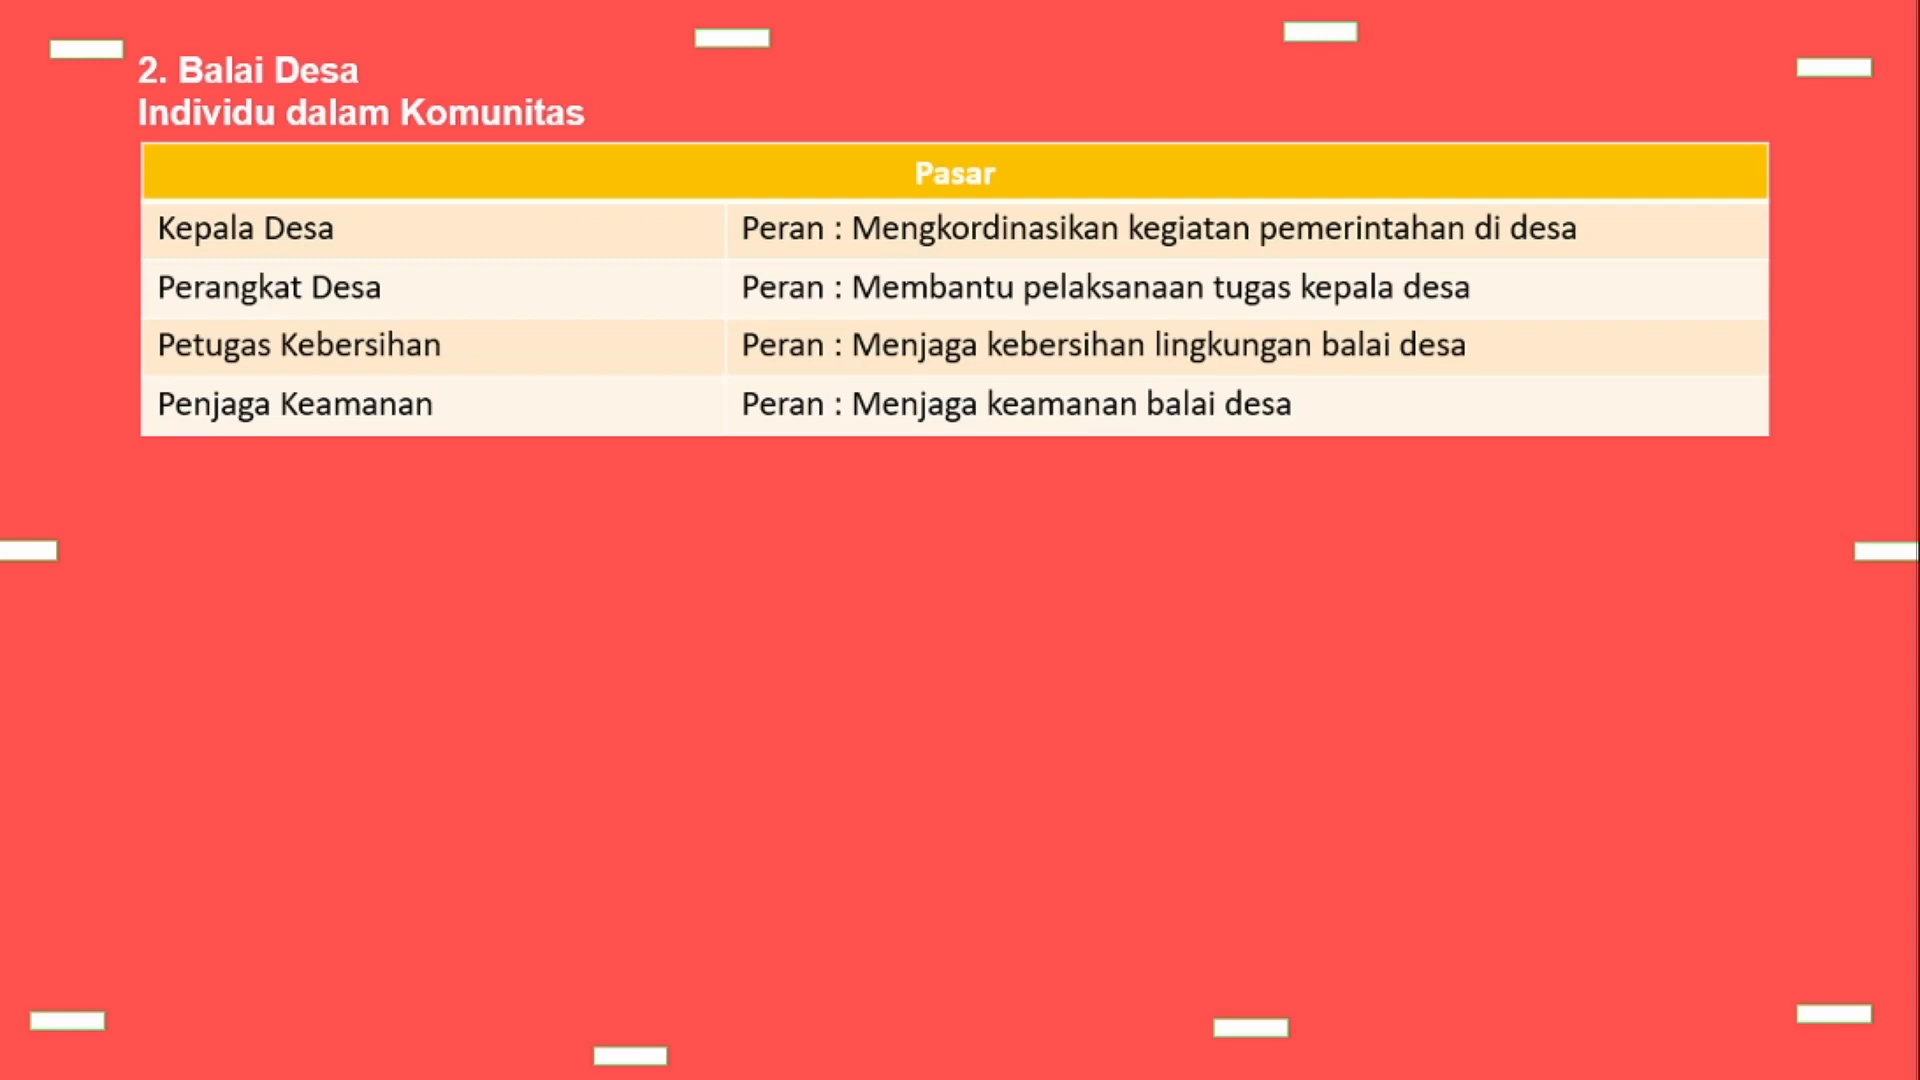 2. Balai Desa
Individu dalam Komunitas
Pasar
Kepala Desa Peran : Mengkordinasikan kegiatan pemerintahan di desa
Perangkat Desa Peran : Membantu pelaksanaan tugas kepala desa
Petugas Kebersihan Peran : Menjaga kebersihan lingkungan balai desa
Penjaga Keamanan Peran : Menjaga keamanan balai desa